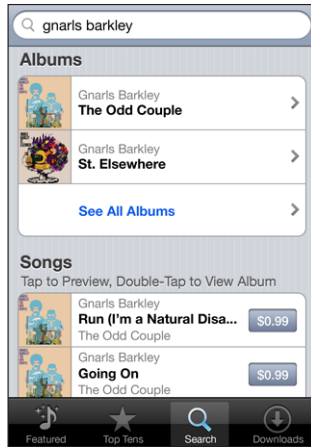 gnarls barkley
Albums
Gnarls Barkley
The Odd Couple
Gnarls Barkley
St. Elsewhere
See All Albums
Songs
Tap to Preview, Double-Tap to View Album
Gnarls Barkley
Run (I'm a Natural Disa...
$0.99
The Odd Couple
Gnarls Barkley
Going On
$0.99
The Odd Couple
Featured
Top Tens
Search
Downloads